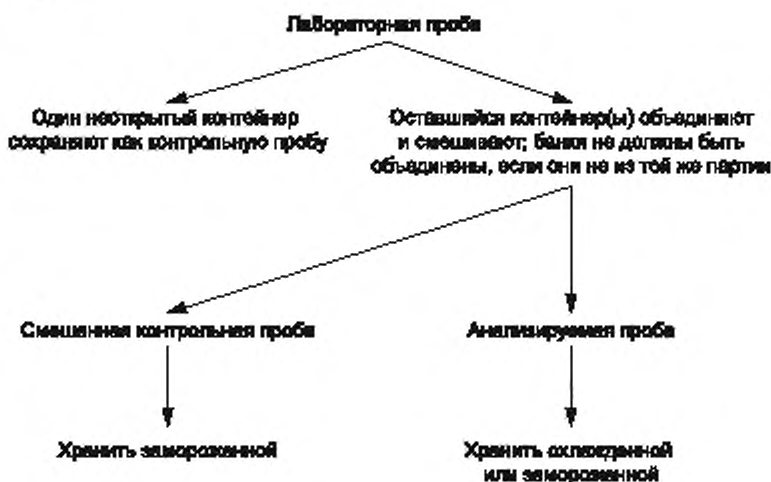 Лабораторная проба
Один неоткрытый контейнер
сохраняют как контрольную пробу
Оставшийся контейнер(ы) объединяют
и смешивают; банки не должны быть
объединены, если они не из той же партии
Смешанная контрольная проба
Анализируемая проба
Хранить замороженной
Хранить охлажденной
или замороженной